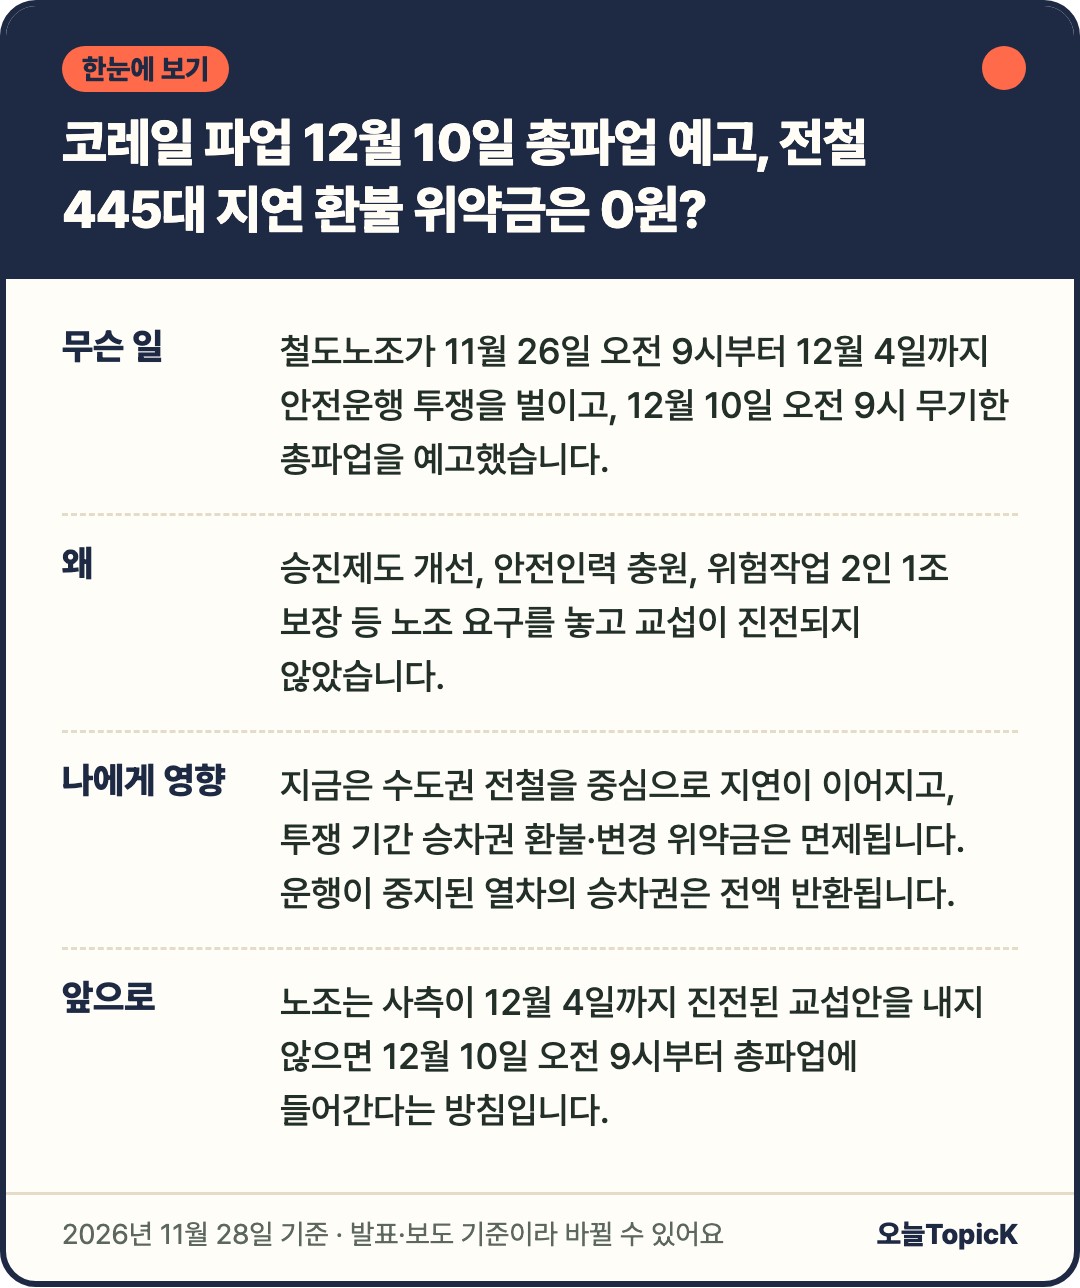 한눈에 보기
코레일 파업 12월 10일 총파업 예고, 전철
445대 지연 환불 위약금은 0원?
무슨 일
철도노조가 11월 26일 오전 9시부터 12월 4일까지
안전운행 투쟁을 벌이고, 12월 10일 오전 9시 무기한
총파업을 예고했습니다.
왜
승진제도 개선, 안전인력 충원, 위험작업 2인 1조
보장 등 노조 요구를 놓고 교섭이 진전되지
않았습니다.
나에게 영향
지금은 수도권 전철을 중심으로 지연이 이어지고,
투쟁 기간 승차권 환불·변경 위약금은 면제됩니다.
운행이 중지된 열차의 승차권은 전액 반환됩니다.
앞으로
노조는 사측이 12월 4일까지 진전된 교섭안을 내지
않으면 12월 10일 오전 9시부터 총파업에
들어간다는 방침입니다.
2026년 11월 28일 기준 · 발표·보도 기준이라 바뀔 수 있어요
오늘TopicK